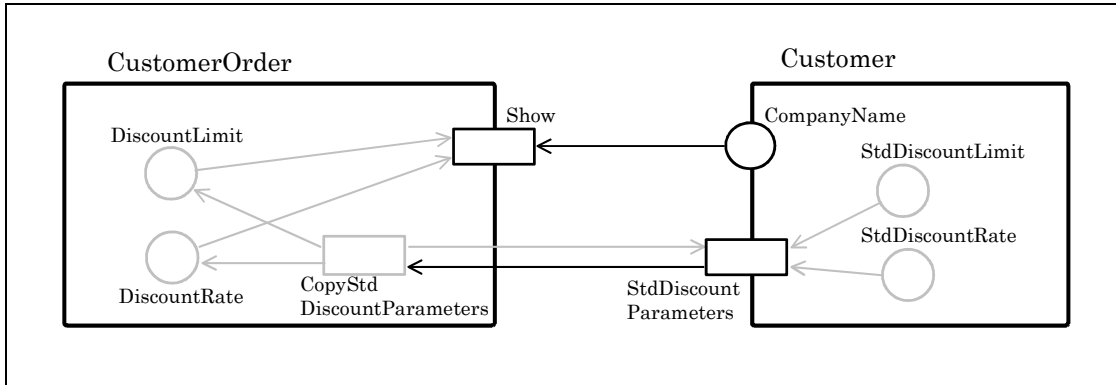 CustomerOrder
Customer
Show
CompanyName
DiscountLimit
StdDiscountLimit
StdDiscountRate
DiscountRate
CopyStd
DiscountParameters
StdDiscount
Parameters